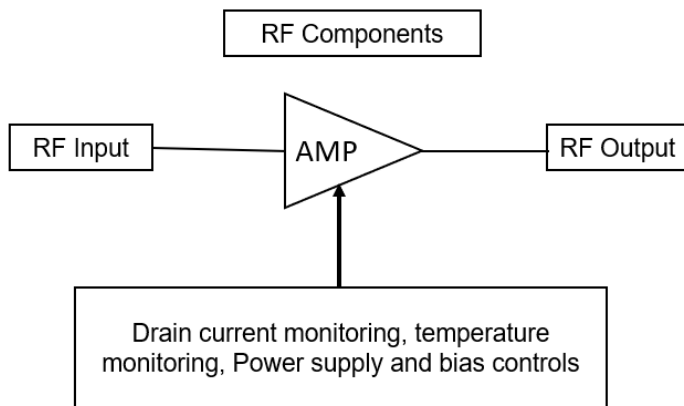 RF Components
RF Input
AMP
RF Output
Drain current monitoring, temperature
monitoring, Power supply and bias controls